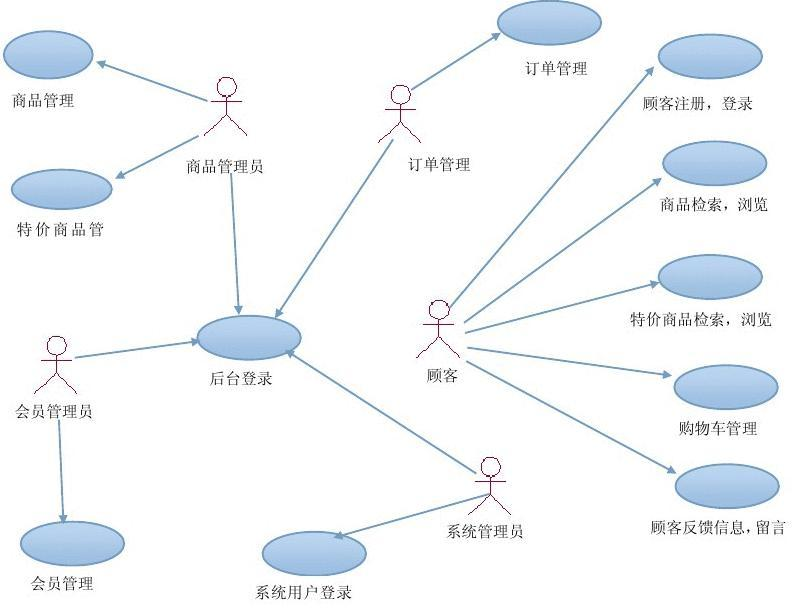 订单管理
商品管理
顾客注册，登录
商品管理员
订单管理
商品检索，浏览
特价商品管
特价商品检索，浏览
后台登录
顾客
会员管理员
购物车管理
系统管理员
顾客反馈信息，留言
会员管理
系统用户登录